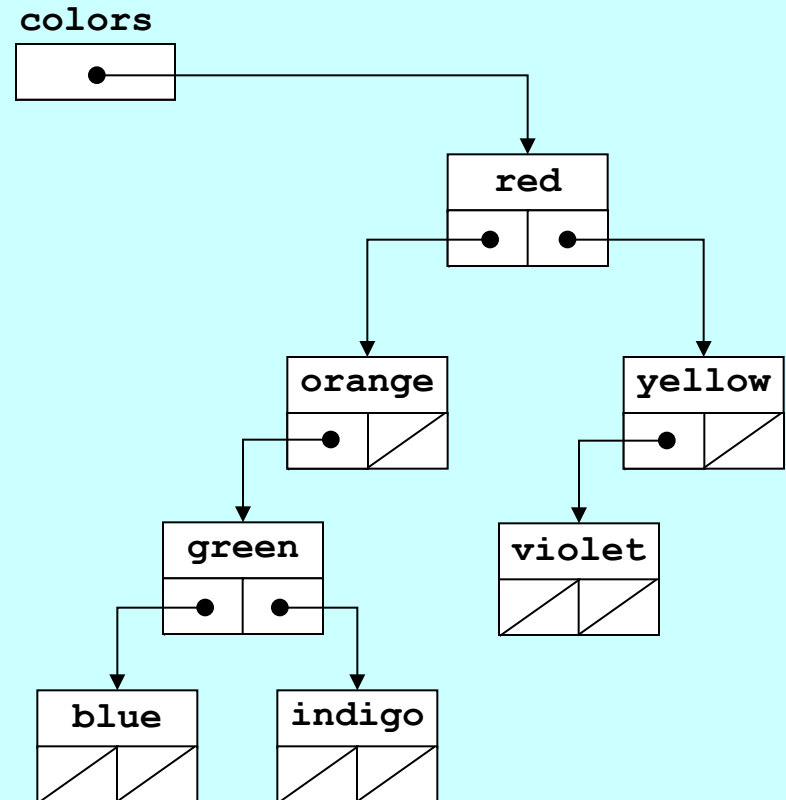 colors
red
orange
yellow
green
violet
blue
indigo